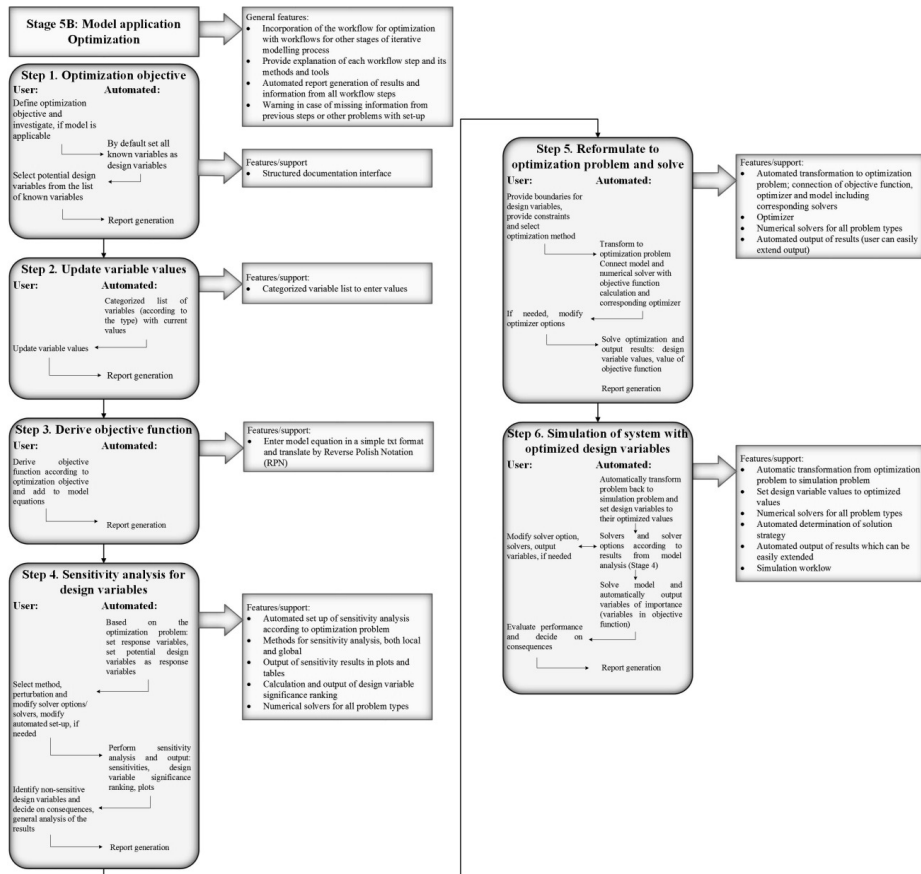 Stage 5B: Model application
Optimization
General features:
• Incorporation of the workflow for optimization
with workflows for other stages of iterative
modelling process
• Provide explanation of each workflow step and its
methods and tools
• Automated report generation of results and
information from all workflow steps
• Warning in case of missing information from
previous steps or other problems with set-up
Step 1. Optimization objective
User: Automated:
Define optimization
objective and
investigate, if model is
applicable
By default set all
known variables as
design variables
Select potential design
variables from the list
of known variables
Report generation
Features/support
• Structured documentation interface
Step 2. Update variable values
User: Automated:
Categorized list of
variables (according to
the type) with current
values
Update variable values
Report generation
Features/support:
• Categorized variable list to enter values
Step 3. Derive objective function
User: Automated:
Derive objective
function according to
optimization objective
and add to model
equations
Report generation
Features/support:
• Enter model equation in a simple txt format
and translate by Reverse Polish Notation
(RPN)
Step 4. Sensitivity analysis for
design variables
User: Automated:
Based on the
optimization problem:
set response variables,
set potential design
variables as response
variables
Select method,
perturbation and
modify solver options/
solvers, modify
automated set-up, if
needed
Perform sensitivity
analysis and output:
sensitivities, design
variable significance
ranking, plots
Identify non-sensitive
design variables and
decide on consequences,
general analysis of the
results
Report generation
Features/support:
• Automated set up of sensitivity analysis
according to optimization problem
• Methods for sensitivity analysis, both local
and global
• Output of sensitivity results in plots and
tables
• Calculation and output of design variable
significance ranking
• Numerical solvers for all problem types
Step 5. Reformulate to
optimization problem and solve
User: Automated:
Provide boundaries for
design variables,
provide constraints
and select
optimization method
Transform to
optimization problem
Connect model and
numerical solver with
objective function
calculation and
corresponding optimizer
If needed, modify
optimizer options
Solve optimization and
output results: design
variable values, value of
objective function
Report generation
Features/support:
• Automated transformation to optimization
problem; connection of objective function,
optimizer and model including
corresponding solvers
• Optimizer
• Numerical solvers for all problem types
• Automated output of results (user can easily
extend output)
Step 6. Simulation of system with
optimized design variables
User: Automated:
Automatically transform
problem back to
simulation problem and
set design variables to
their optimized values
Modify solver option,
solvers, output
variables, if needed
Solvers and solver
options according to
results from model
analysis (Stage 4)
Solve model and
automatically output
variables of importance
(variables in objective
function)
Evaluate performance
and decide on
consequences
Report generation
Features/support:
• Automatic transformation from optimization
problem to simulation problem
• Set design variable values to optimized
values
• Numerical solvers for all problem types
• Automated determination of solution
strategy
• Automated output of results which can be
easily extended
• Simulation worklow